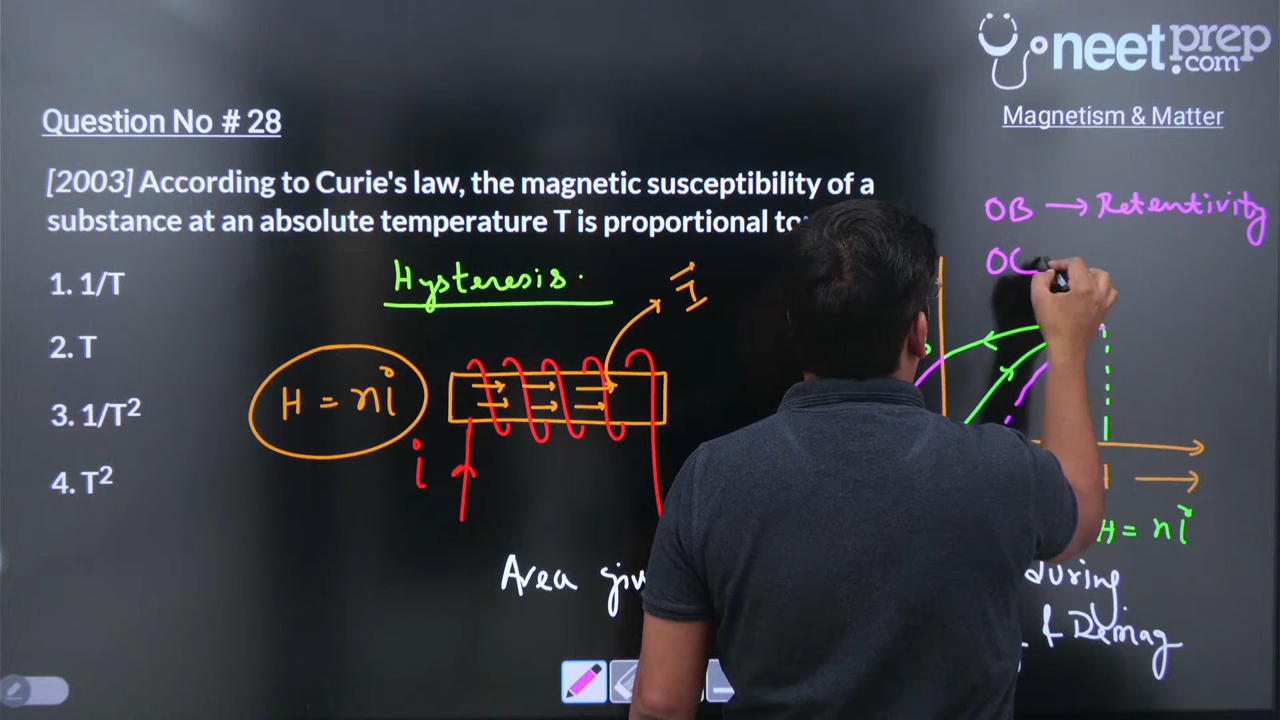 neetprep
.com
Question No # 28
Magnetism & Matter
[2003] According to Curie's law, the magnetic susceptibility of a
substance at an absolute temperature T is proportional to
OB → Retentivity
OC
1. 1/T
2. T
3. 1/T²
4. T²
Hysteresis.
I
H = ni
i
H = ni
Area during
& Demag